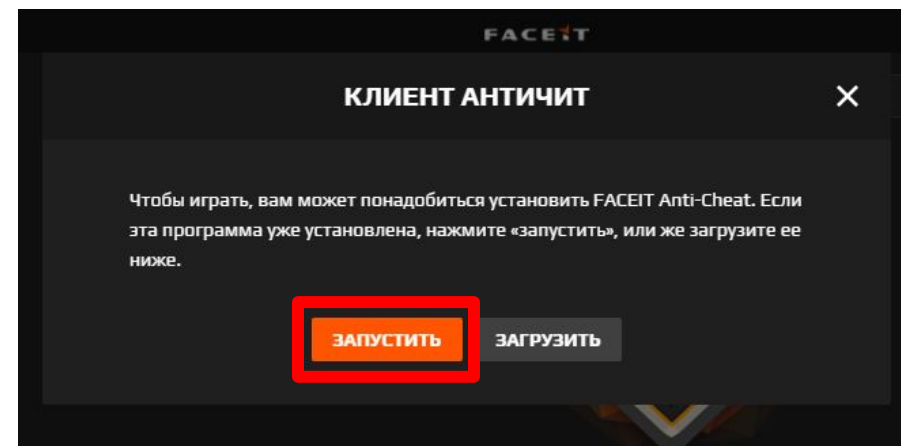 FACEIT
КЛИЕНТ АНТИЧИТ
Чтобы играть, вам может понадобиться установить FACEIT Anti-Cheat. Если
эта программа уже установлена, нажмите «запустить», или же загрузите ее
ниже.
ЗАПУСТИТЬ ЗАГРУЗИТЬ